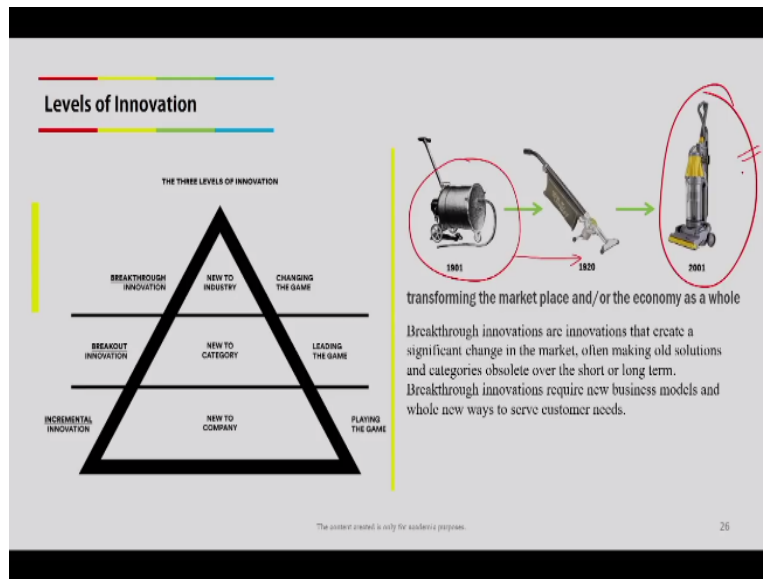 Levels of Innovation
THE THREE LEVELS OF INNOVATION
BREAKTHROUGH
INNOVATION
NEW TO
INDUSTRY
CHANGING
THE GAME
BREAKOUT
INNOVATION
NEW TO
CATEGORY
LEADING
THE GAME
INCREMENTAL
INNOVATION
NEW TO
COMPANY
PLAYING
THE GAME
1901
1920
2001
transforming the market place and/or the economy as a whole
Breakthrough innovations are innovations that create a
significant change in the market, often making old solutions
and categories obsolete over the short or long term.
Breakthrough innovations require new business models and
whole new ways to serve customer needs.
The content created is only for academia purposes.
26